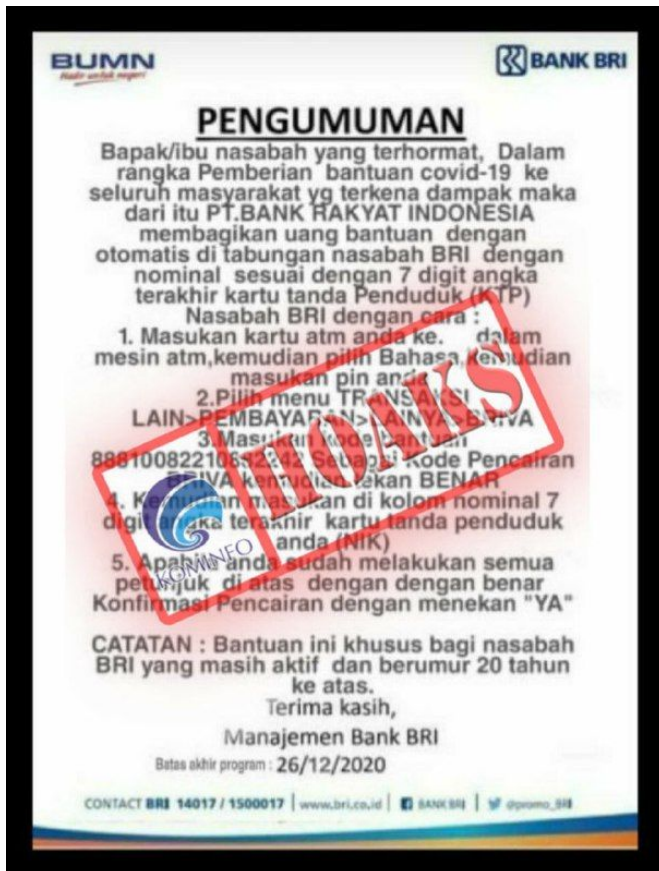 BUMN
Hadir untuk negeri
BANK BRI
PENGUMUMAN
Bapak/ibu nasabah yang terhormat, Dalam
rangka Pemberian bantuan covid-19 ke
seluruh masyarakat yg terkena dampak maka
dari itu PT.BANK RAKYAT INDONESIA
membagikan uang bantuan dengan
otomatis di tabungan nasabah BRI dengan
nominal sesuai dengan 7 digit angka
terakhir kartu tanda Penduduk (KTP)
Nasabah BRI dengan cara :
1. Masukan kartu atm anda ke. dalam
mesin atm,kemudian pilih Bahasa,kemudian
masukan pin anda
2.Pilih menu TRANSAKSI
LAIN>PEMBAYARAN>LAINYA>BRIVA
3.Masukan kode bantuan
Sebagai Kode Pencairan
BRIVA kemudian tekan BENAR
4. Kemudian masukan di kolom nominal 7
digit angka terakhir kartu tanda penduduk
anda (NIK)
5. Apabila anda sudah melakukan semua
petunjuk di atas dengan dengan benar
Konfirmasi Pencairan dengan menekan "YA"
CATATAN : Bantuan ini khusus bagi nasabah
BRI yang masih aktif dan berumur 20 tahun
ke atas.
Terima kasih,
Manajemen Bank BRI
Batas akhir program : 26/12/2020
CONTACT BRI 14017 / 1500017 | www.bri.co.id | BANK BRI | @promo_BRI
KOMINFO
HOAKS